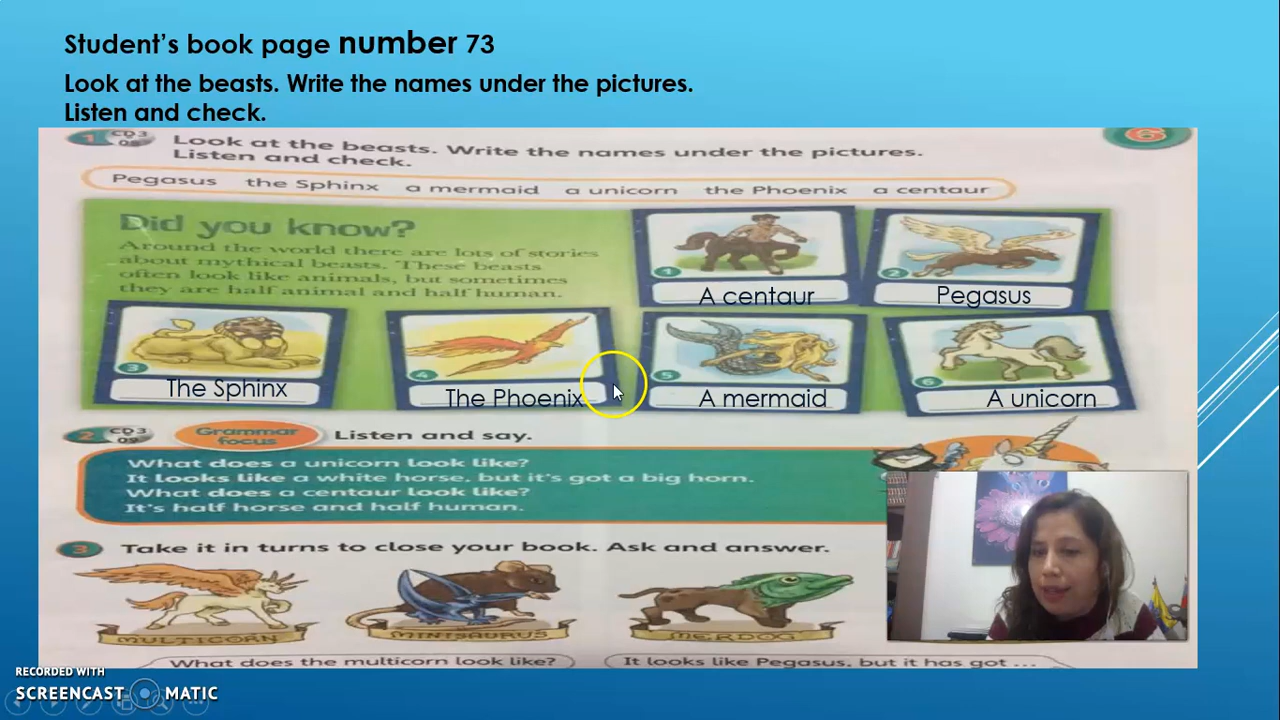 Student's book page number 73
Look at the beasts. Write the names under the pictures.
Listen and check.
1 CD3 08 Look at the beasts. Write the names under the pictures.
Listen and check.
6
Pegasus the Sphinx a mermaid a unicorn the Phoenix a centaur
Did you know?
Around the world there are lots of stories
about mythical beasts. These beasts
often look like animals, but sometimes
they are half animal and half human.
1
A centaur
2
Pegasus
3
The Sphinx
4
The Phoenix
5
A mermaid
6
A unicorn
2 CD3 09 Grammar focus Listen and say.
What does a unicorn look like?
It looks like a white horse, but it's got a big horn.
What does a centaur look like?
It's half horse and half human.
3 Take it in turns to close your book. Ask and answer.
MULTICORN
MINISAURUS
MERDOG
What does the multicorn look like?
It looks like Pegasus, but it has got ...
RECORDED WITH
SCREENCAST MATIC